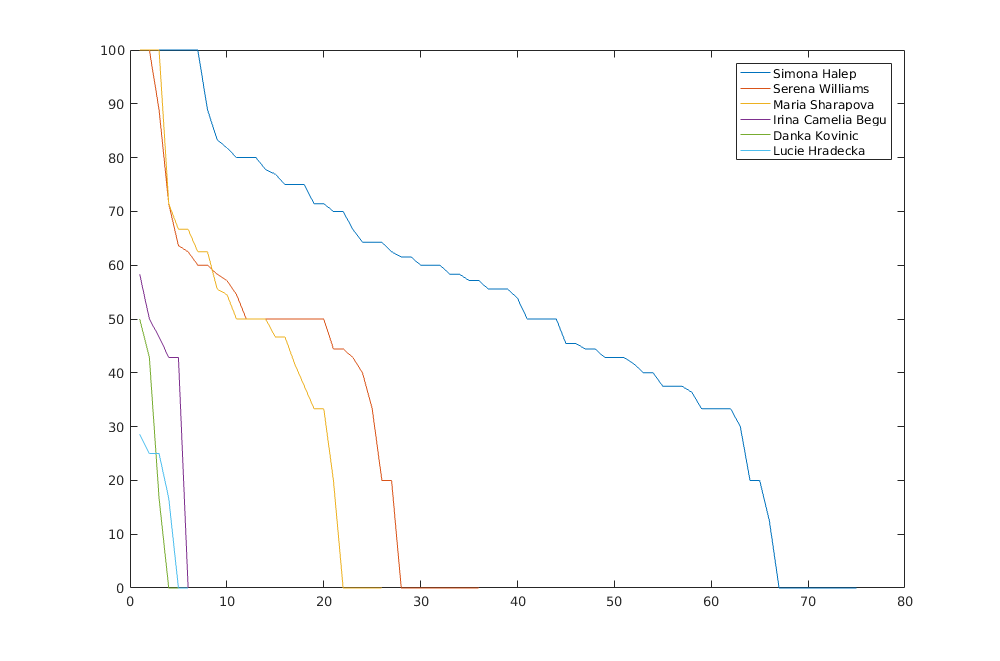 100
90
80
70
60
50
40
30
20
10
0
0 10 20 30 40 50 60 70 80
Simona Halep
Serena Williams
Maria Sharapova
Irina Camelia Begu
Danka Kovinic
Lucie Hradecka